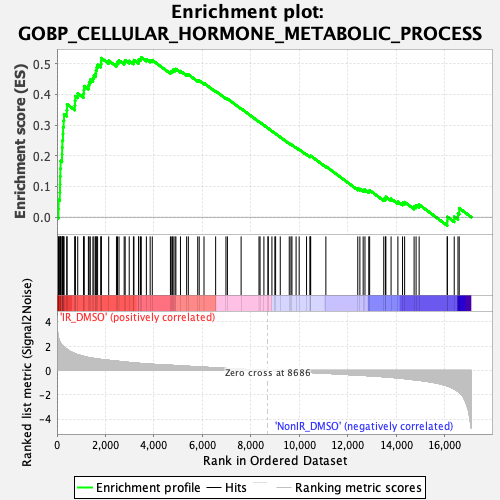 Enrichment plot:
GOBP_CELLULAR_HORMONE_METABOLIC_PROCESS
Enrichment score (ES)
0.5
0.4
0.3
0.2
0.1
0.0
Ranked list metric (Signal2Noise)
'IR_DMSO' (positively correlated)
4
2
0
-2
-4
Zero cross at 8686
'NonIR_DMSO' (negatively correlated)
0
2,000
4,000
6,000
8,000
10,000
12,000
14,000
16,000
Rank in Ordered Dataset
Enrichment profile
Hits
Ranking metric scores